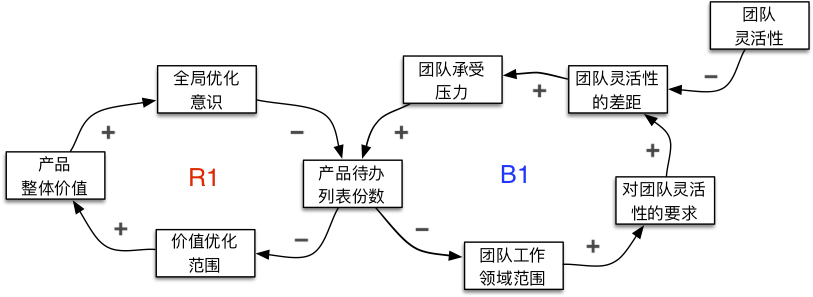 团队
灵活性
−
全局优化
意识
团队承受
压力
团队灵活性
的差距
+
+
−
+
+
产品
整体价值
R1
产品待办
列表份数
B1
对团队灵活
性的要求
+
价值优化
范围
−
−
团队工作
领域范围
+